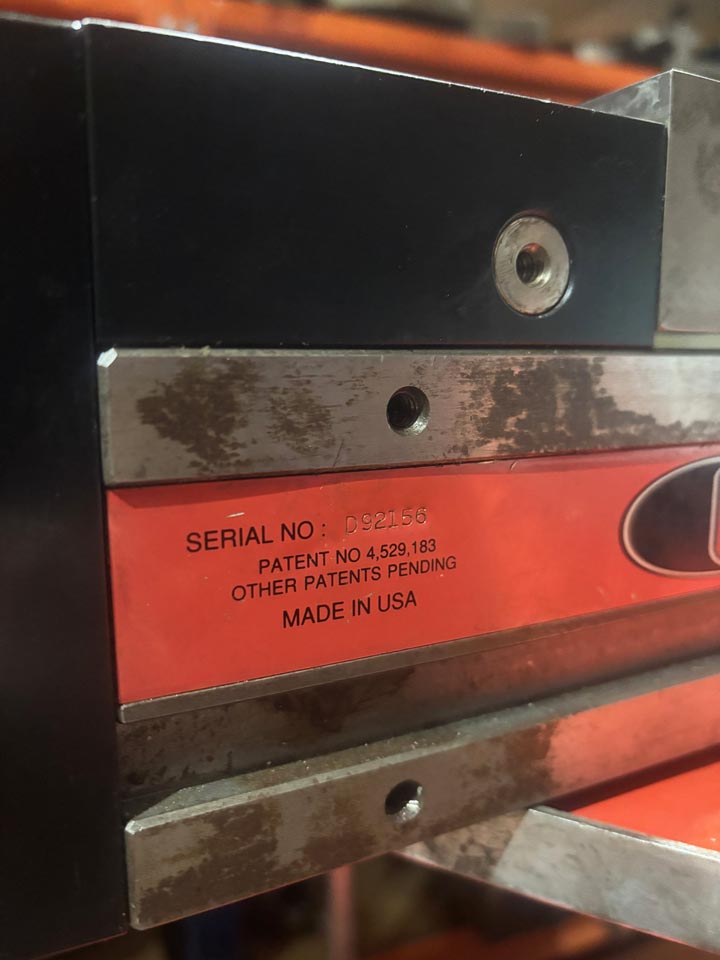 SERIAL NO : D92156
PATENT NO 4,529,183
OTHER PATENTS PENDING
MADE IN USA